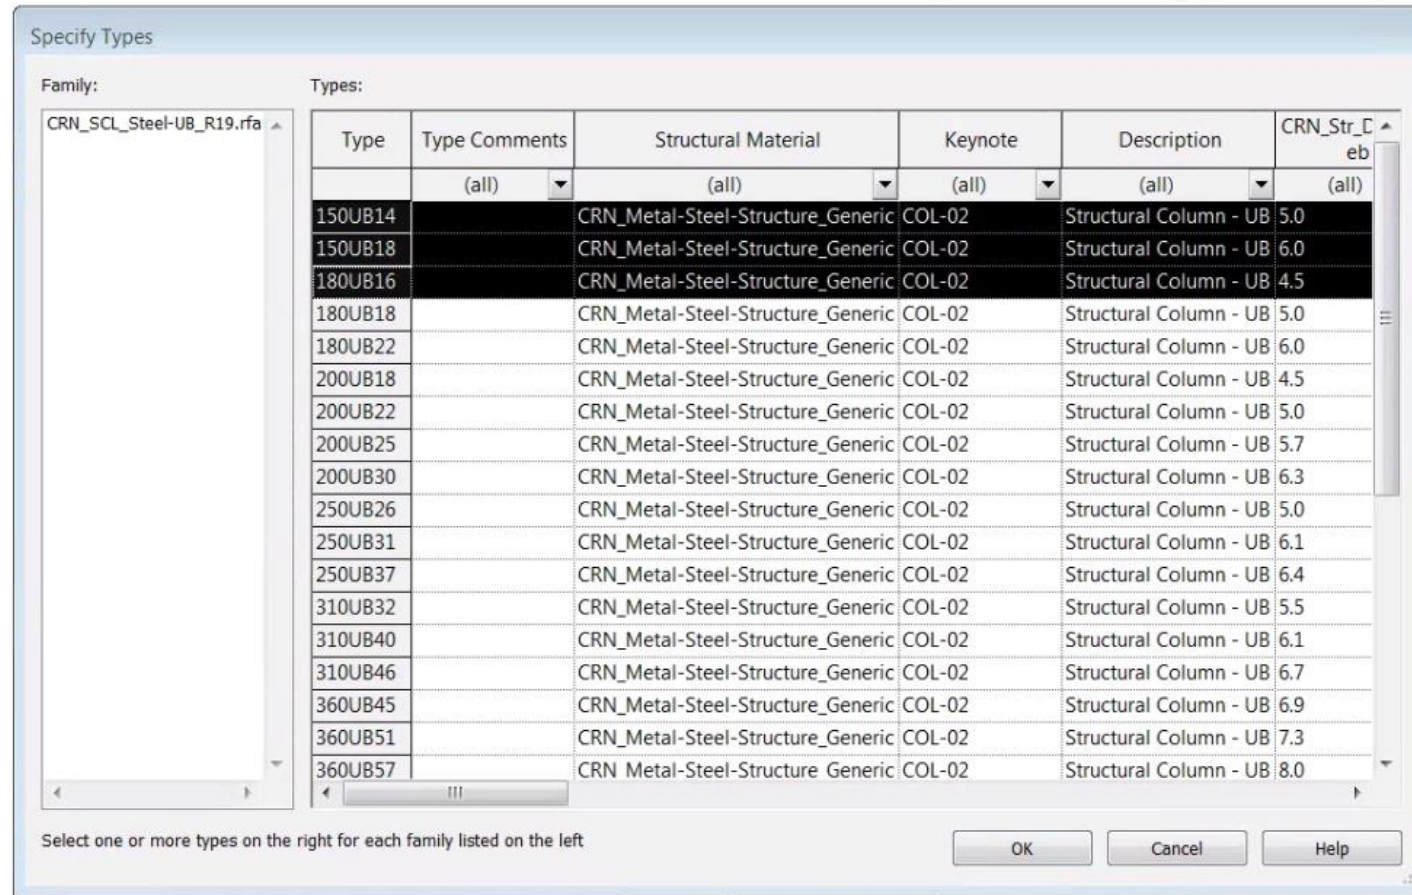 Specify Types
Family:
Types:
CRN_SCL_Steel-UB_R19.rfa
Type Type Comments Structural Material Keynote Description CRN_Str_D
eb
(all) (all) (all) (all) (all)
150UB14 CRN_Metal-Steel-Structure_Generic COL-02 Structural Column - UB 5.0
150UB18 CRN_Metal-Steel-Structure_Generic COL-02 Structural Column - UB 6.0
180UB16 CRN_Metal-Steel-Structure_Generic COL-02 Structural Column - UB 4.5
180UB18 CRN_Metal-Steel-Structure_Generic COL-02 Structural Column - UB 5.0
180UB22 CRN_Metal-Steel-Structure_Generic COL-02 Structural Column - UB 6.0
200UB18 CRN_Metal-Steel-Structure_Generic COL-02 Structural Column - UB 4.5
200UB22 CRN_Metal-Steel-Structure_Generic COL-02 Structural Column - UB 5.0
200UB25 CRN_Metal-Steel-Structure_Generic COL-02 Structural Column - UB 5.7
200UB30 CRN_Metal-Steel-Structure_Generic COL-02 Structural Column - UB 6.3
250UB26 CRN_Metal-Steel-Structure_Generic COL-02 Structural Column - UB 5.0
250UB31 CRN_Metal-Steel-Structure_Generic COL-02 Structural Column - UB 6.1
250UB37 CRN_Metal-Steel-Structure_Generic COL-02 Structural Column - UB 6.4
310UB32 CRN_Metal-Steel-Structure_Generic COL-02 Structural Column - UB 5.5
310UB40 CRN_Metal-Steel-Structure_Generic COL-02 Structural Column - UB 6.1
310UB46 CRN_Metal-Steel-Structure_Generic COL-02 Structural Column - UB 6.7
360UB45 CRN_Metal-Steel-Structure_Generic COL-02 Structural Column - UB 6.9
360UB51 CRN_Metal-Steel-Structure_Generic COL-02 Structural Column - UB 7.3
360UB57 CRN_Metal-Steel-Structure_Generic COL-02 Structural Column - UB 8.0
Select one or more types on the right for each family listed on the left
OK Cancel Help